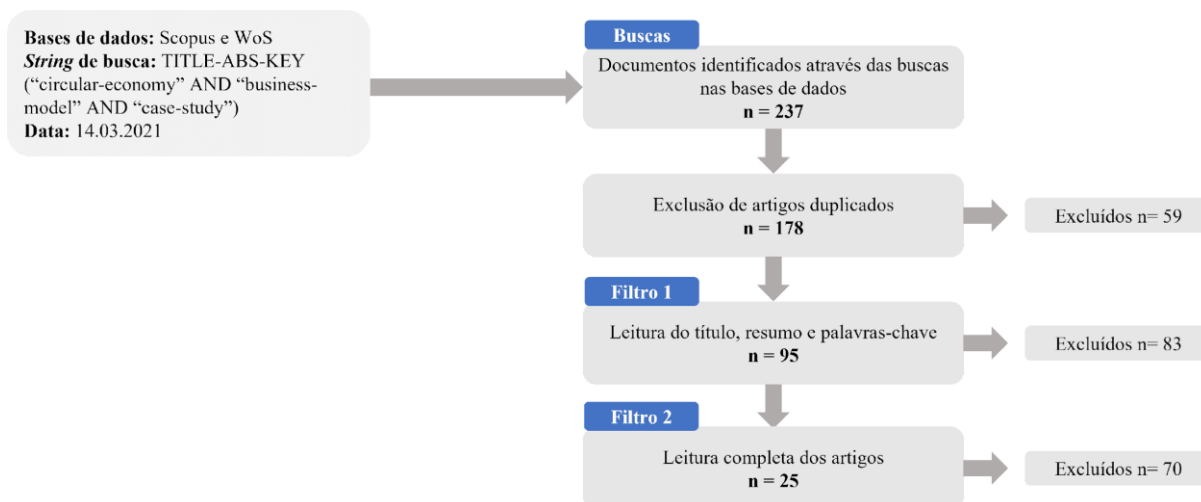 Bases de dados: Scopus e WoS
String de busca: TITLE-ABS-KEY
(“circular-economy” AND “business-
model” AND “case-study”)
Data: 14.03.2021
Buscas
Documentos identificados através das buscas
nas bases de dados
n = 237
Exclusão de artigos duplicados
n = 178
Excluídos n= 59
Filtro 1
Leitura do título, resumo e palavras-chave
n = 95
Excluídos n= 83
Filtro 2
Leitura completa dos artigos
n = 25
Excluídos n= 70